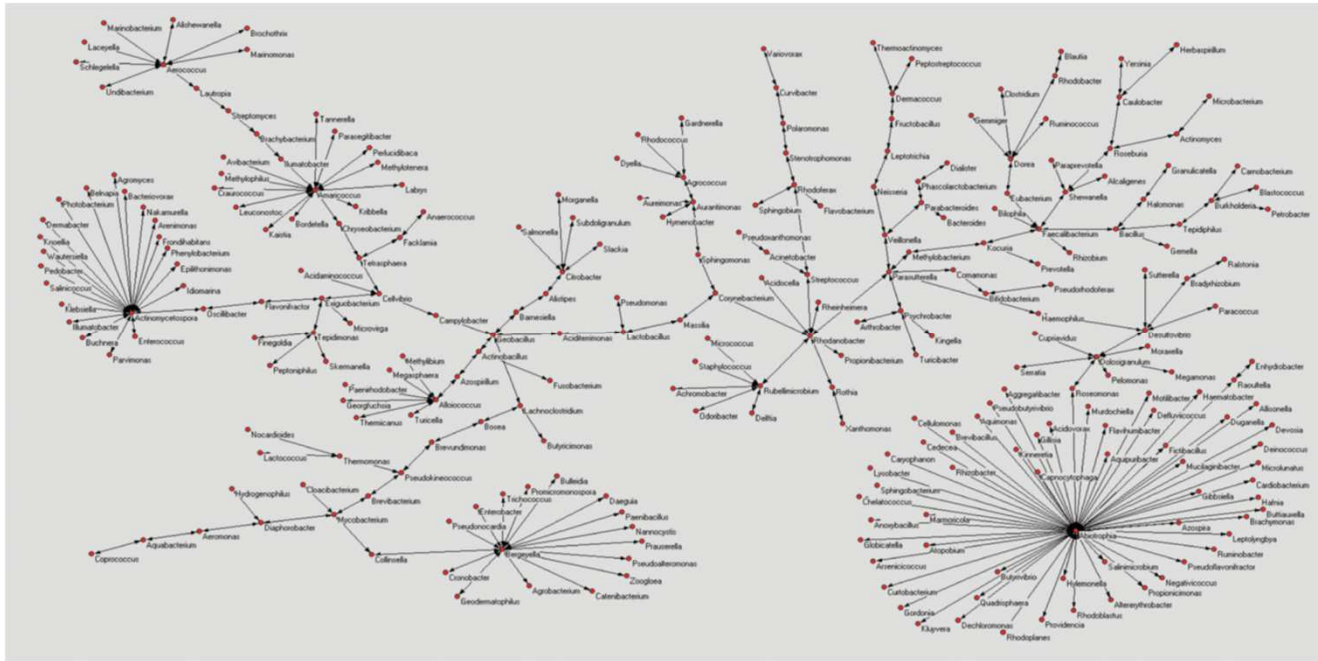 Marinobacterium
Alishewanella
Brochothrix
Laceyella
Marinomonas
Schlegelella
Aerococcus
Undibacterium
Lautropia
Streptomyces
Brachybacterium
Tannerella
Parasegitibacter
Ilumatobacter
Perlucidibaca
Avibacterium
Methylotenera
Methylophilus
Craurococcus
Amaricoccus
Labys
Leuconostoc
Kribbella
Bordetella
Chryseobacterium
Anaerococcus
Kaistia
Facklamia
Tetrasphaera
Acidaminococcus
Cellvibrio
Agromyces
Belnapia
Bacteriovorax
Photobacterium
Nakamurella
Dermabacter
Arenimonas
Knoella
Frondihabitans
Wautersella
Phenylobacterium
Pedobacter
Epilithonimonas
Salinicoccus
Idiomarina
Klebsiella
Actinomycetospora
Oscillibacter
Illumatobacter
Enterococcus
Buchnera
Parvimonas
Flavonifractor
Exiguobacterium
Microvirga
Tepidimonas
Finegoldia
Skermanella
Peptoniphilus
Campylobacter
Morganella
Subdoligranulum
Salmonella
Slackia
Citrobacter
Alistipes
Barnesiella
Geobacillus
Aciditerrimonas
Lactobacillus
Pseudomonas
Massilia
Actinobacillus
Azospirillum
Fusobacterium
Methylibium
Megasphaera
Paenirhodobacter
Georgfuchsia
Alloiococcus
Themicanus
Turicella
Lachnoclostridium
Butyricimonas
Bosea
Brevundimonas
Nocardioides
Lactococcus
Thermomonas
Pseudokineococcus
Brevibacterium
Cloacibacterium
Mycobacterium
Hydrogenophilus
Diaphorobacter
Aeromonas
Aquabacterium
Coprococcus
Collinsella
Bulleidia
Promicromonospora
Trichococcus
Daeguia
Enterobacter
Paenibacillus
Pseudonocardia
Nannocystis
Bergeyella
Prauserella
Pseudoalteromonas
Cronobacter
Zoogloea
Agrobacterium
Catenibacterium
Geodermatophilus
Gardnerella
Rhodococcus
Dyella
Agrococcus
Aureimonas
Aurantimonas
Hymenobacter
Sphingomonas
Corynebacterium
Variovorax
Curvibacter
Polaromonas
Stenotrophomonas
Rhodoferax
Sphingobium
Flavobacterium
Pseudoxanthomonas
Acinetobacter
Streptococcus
Acidocella
Rheinheimera
Rhodanobacter
Propionibacterium
Micrococcus
Staphylococcus
Achromobacter
Rubellimicrobium
Odoribacter
Delftia
Rothia
Xanthomonas
Thermoactinomyces
Peptostreptococcus
Dermacoccus
Fructobacillus
Leptotrichia
Neisseria
Dialister
Phascolarctobacterium
Parabacteroides
Bacteroides
Veillonella
Methylobacterium
Parasutterella
Comamonas
Pseudorhodoferax
Bifidobacterium
Psychrobacter
Arthrobacter
Kingella
Turicibacter
Kocuria
Prevotella
Haemophilus
Blautia
Rhodobacter
Clostridium
Gemmiger
Ruminococcus
Dorea
Eubacterium
Bilophila
Faecalibacterium
Rhizobium
Paraprevotella
Alcaligenes
Shewanella
Roseburia
Yersinia
Herbaspirillum
Caulobacter
Microbacterium
Actinomyces
Granulicatella
Halomonas
Bacillus
Gemella
Carnobacterium
Blastococcus
Burkholderia
Petrobacter
Tepidiphilus
Sutterella
Ralstonia
Bradyrhizobium
Paracoccus
Desulfovibrio
Cupriavidus
Moraxella
Dolosigranulum
Serratia
Pelomonas
Megamonas
Roseomonas
Enhydrobacter
Raoultella
Aggregatibacter
Motilibacter
Haematobacter
Pseudobutyrivibrio
Murdochiella
Allisonella
Cellulomonas
Aquimonas
Acidovorax
Defluviicoccus
Duganella
Brevibacillus
Gillisia
Flavihumibacter
Devosia
Cedecea
Kinneretia
Fictibacillus
Caryophanon
Aquipuribacter
Deinococcus
Lysobacter
Rhizobacter
Capnocytophaga
Mucilaginibacter
Microlunatus
Sphingobacterium
Cardiobacterium
Chelatococcus
Gibbsiella
Hafnia
Anoxybacillus
Marmoricola
Buttiauxella
Azospira
Brachymonas
Globicatella
Abiotrophia
Leptolyngbya
Atopobium
Ruminobacter
Arsenicicoccus
Salinimicrobium
Pseudoflavonifractor
Butyrivibrio
Negativicoccus
Curtobacterium
Hylemonella
Propionicimonas
Quadrisphaera
Altererythrobacter
Gordonia
Rhodoblastus
Kluyvera
Dechloromonas
Providencia
Rhodoplanes